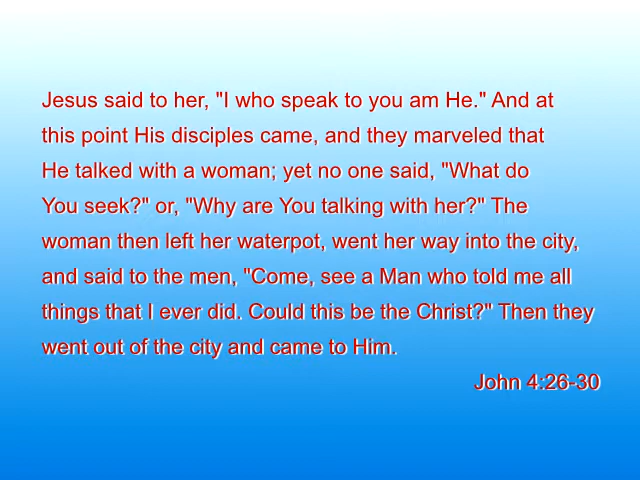 Jesus said to her, "I who speak to you am He." And at
this point His disciples came, and they marveled that
He talked with a woman; yet no one said, "What do
You seek?" or, "Why are You talking with her?" The
woman then left her waterpot, went her way into the city,
and said to the men, "Come, see a Man who told me all
things that I ever did. Could this be the Christ?" Then they
went out of the city and came to Him.
John 4:26-30